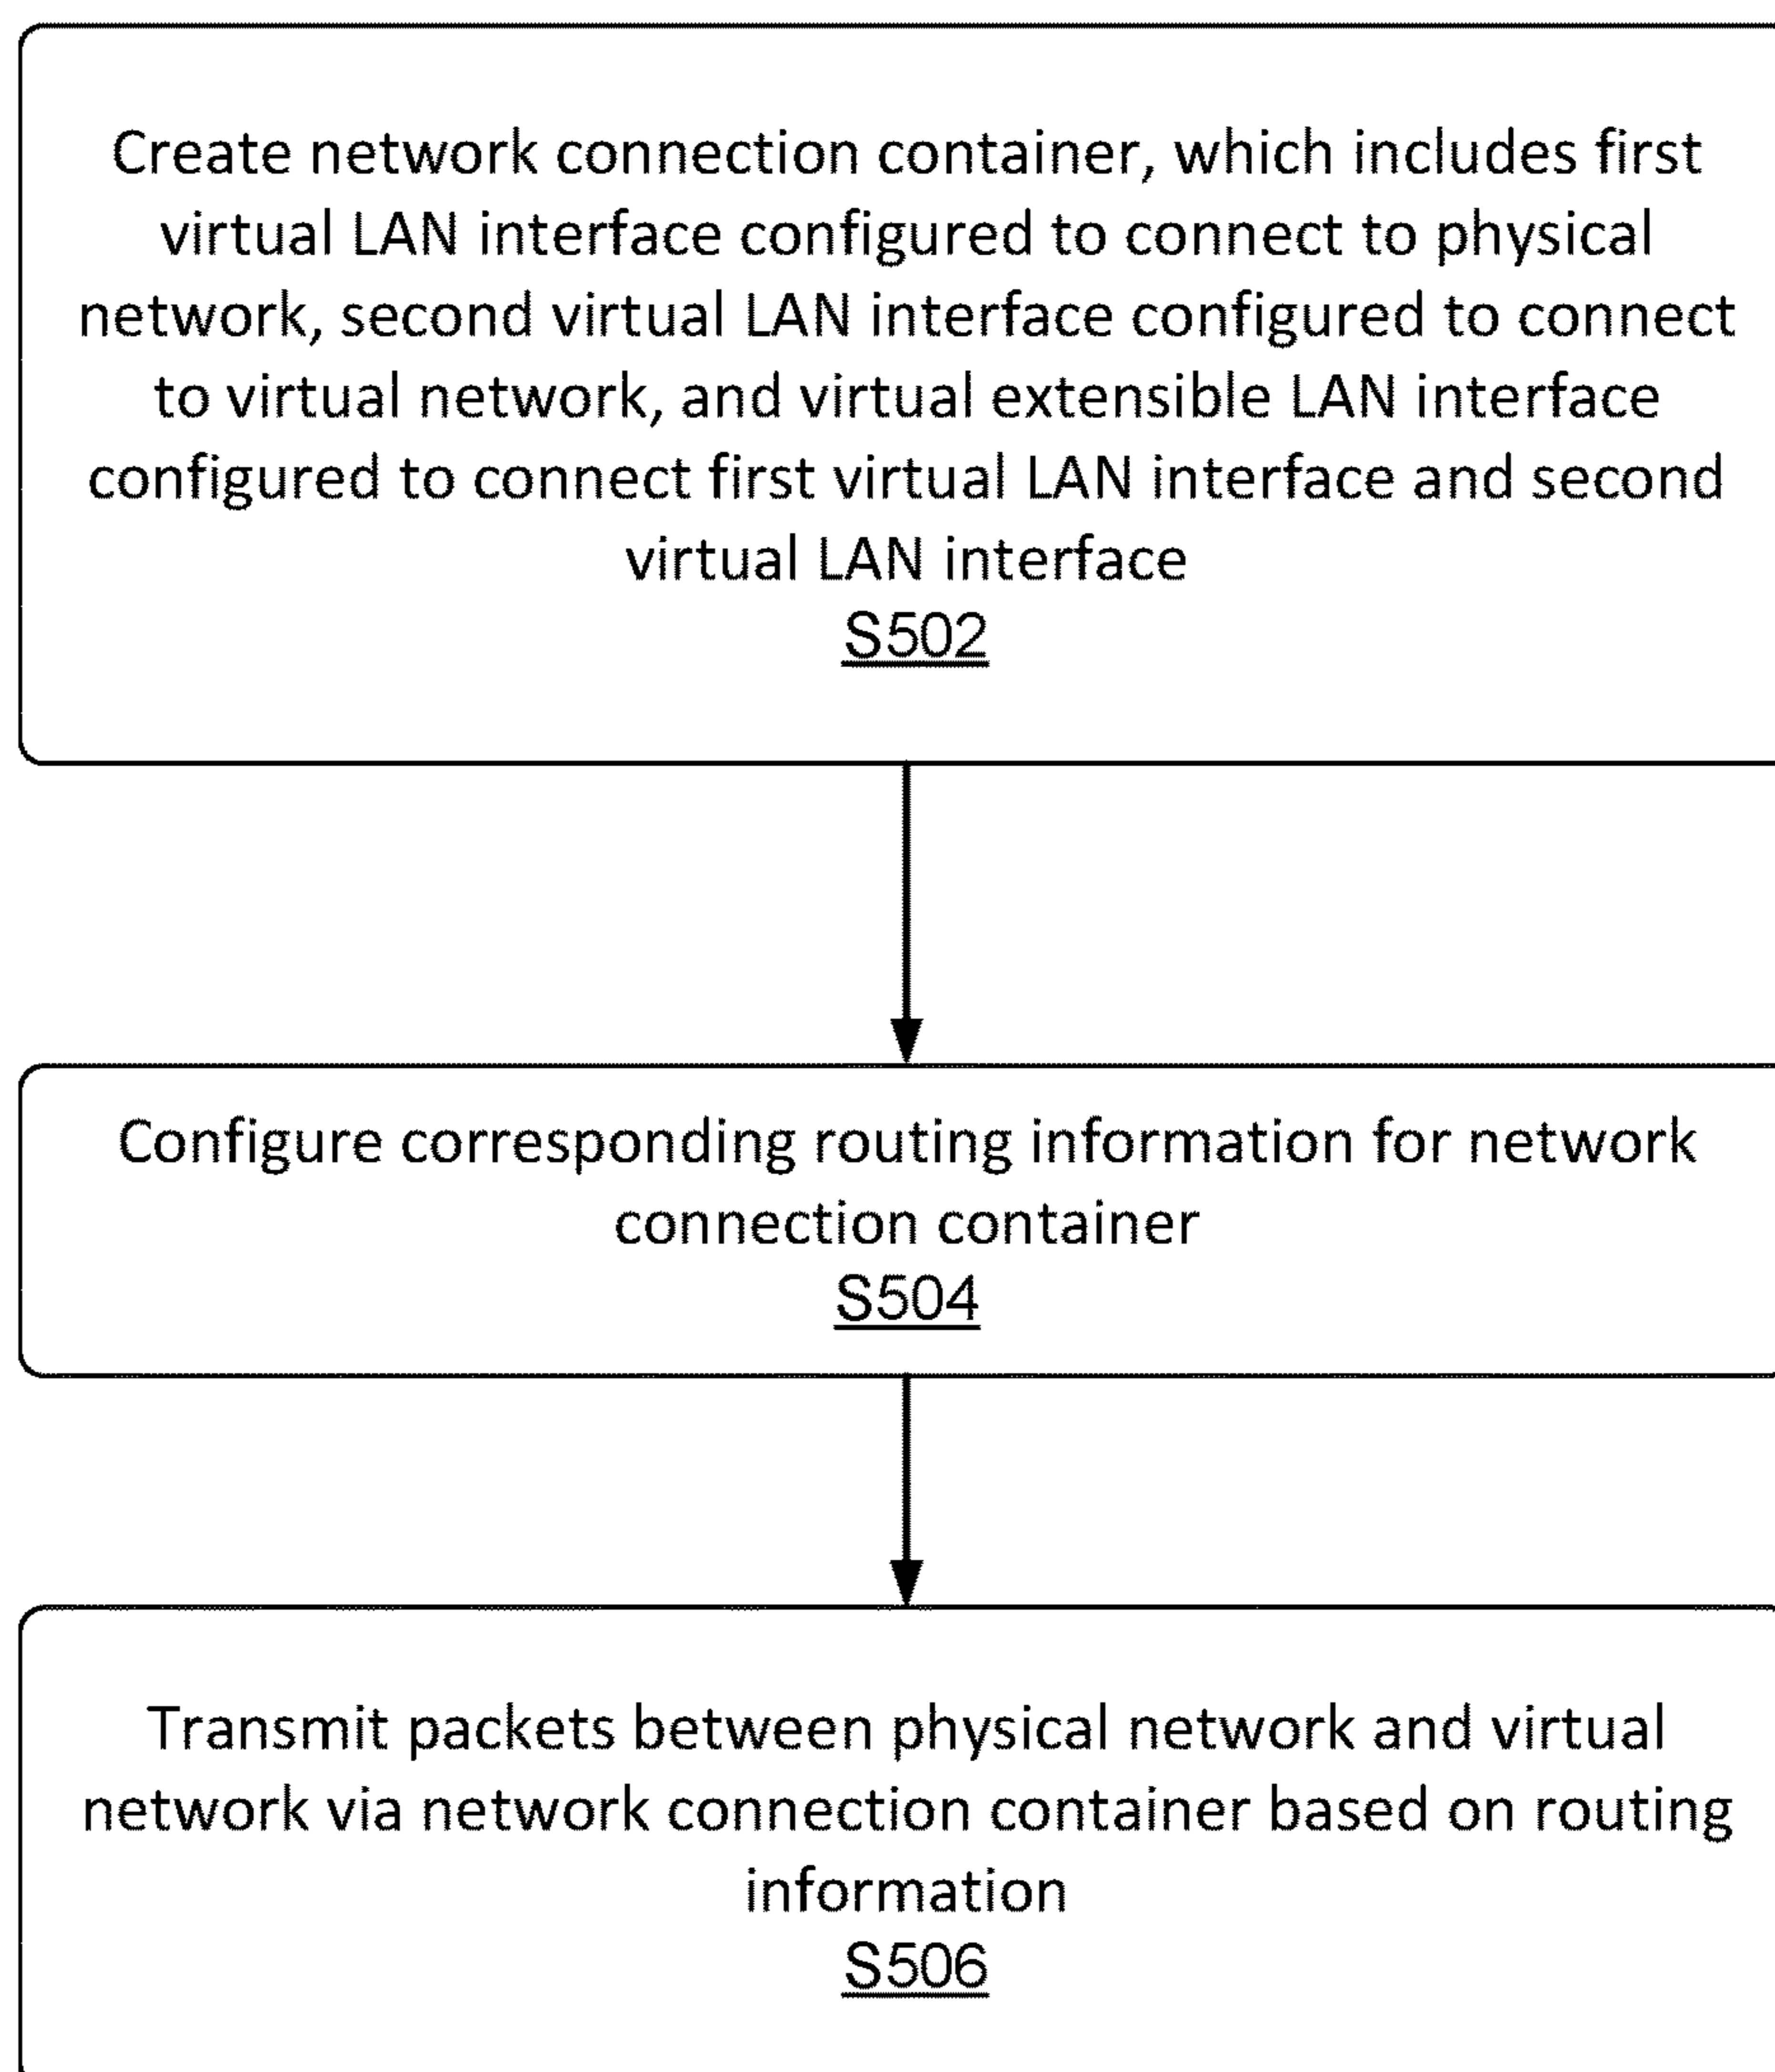 Create network connection container, which includes first
virtual LAN interface configured to connect to physical
network, second virtual LAN interface configured to connect
to virtual network, and virtual extensible LAN interface
configured to connect first virtual LAN interface and second
virtual LAN interface
S502
Configure corresponding routing information for network
connection container
S504
Transmit packets between physical network and virtual
network via network connection container based on routing
information
S506